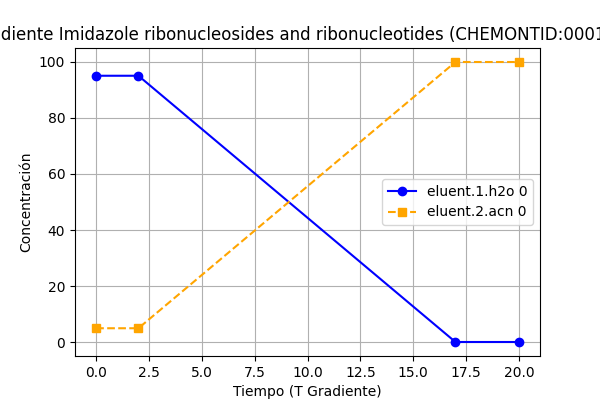 diente Imidazole ribonucleosides and ribonucleotides (CHEMONTID:0001
100
80
60
40
20
0
Concentración
eluent.1.h2o 0
eluent.2.acn 0
0.0 2.5 5.0 7.5 10.0 12.5 15.0 17.5 20.0
Tiempo (T Gradiente)